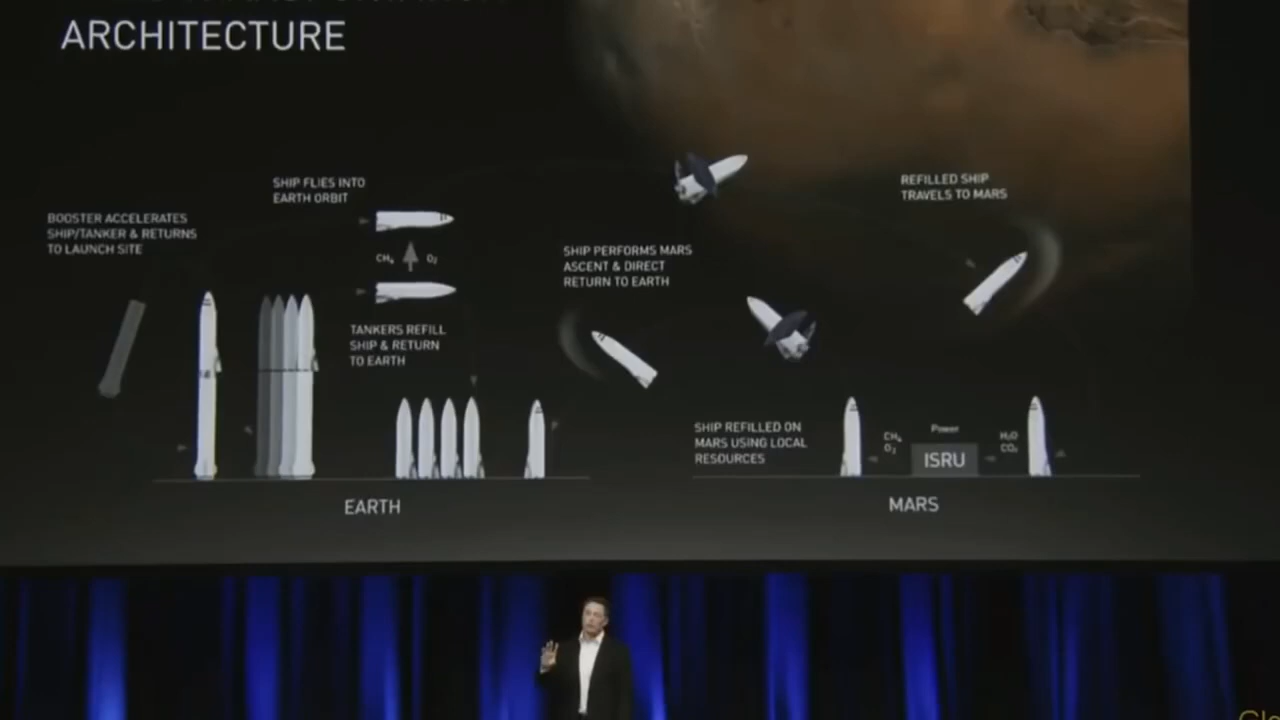 ARCHITECTURE
SHIP FLIES INTO
EARTH ORBIT
BOOSTER ACCELERATES
SHIP/TANKER & RETURNS
TO LAUNCH SITE
CH₄ O₂
TANKERS REFILL
SHIP & RETURN
TO EARTH
EARTH
SHIP PERFORMS MARS
ASCENT & DIRECT
RETURN TO EARTH
REFILLED SHIP
TRAVELS TO MARS
SHIP REFILLED ON
MARS USING LOCAL
RESOURCES
CH₄
O₂
Power
ISRU
H₂O
CO₂
MARS